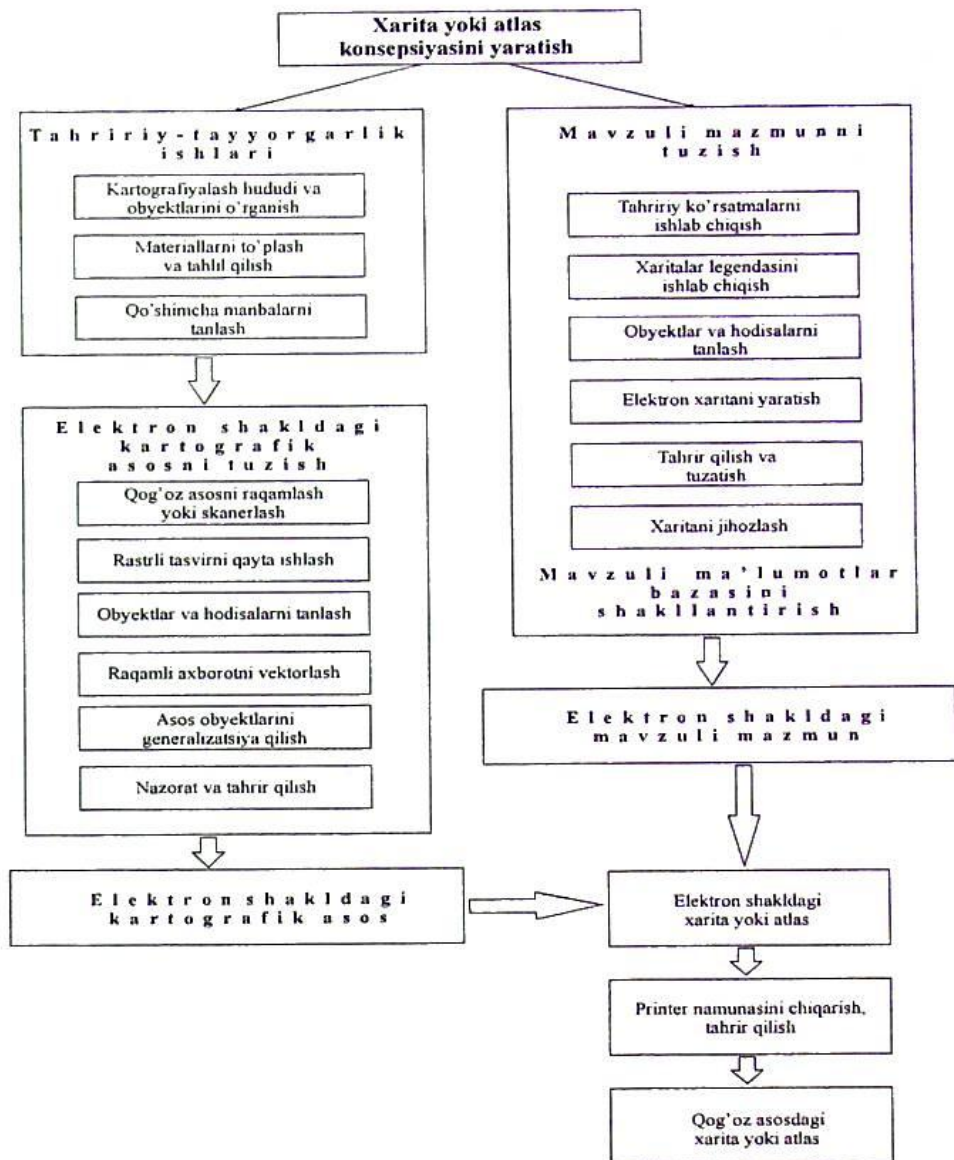 Xarita yoki atlas
konsepsiyasini yaratish
Tahririy-tayyorgarlik
ishlari
Kartografiyalash hududi va
obyektlarini o'rganish
Materiallarni to'plash
va tahlil qilish
Qo'shimcha manbalarni
tanlash
Elektron shakldagi
kartografik
asosni tuzish
Qog'oz asosni raqamlash
yoki skanerlash
Rastrli tasvirni qayta ishlash
Obyektlar va hodisalarni tanlash
Raqamli axborotni vektorlash
Asos obyektlarini
generalizatsiya qilish
Nazorat va tahrir qilish
Elektron shakldagi
kartografik asos
Mavzuli mazmunni
tuzish
Tahririy ko'rsatmalarni
ishlab chiqish
Xaritalar legendasini
ishlab chiqish
Obyektlar va hodisalarni
tanlash
Elektron xaritani yaratish
Tahrir qilish va
tuzatish
Xaritani jihozlash
Mavzuli ma'lumotlar
bazasini
shakllantirish
Elektron shakldagi
mavzuli mazmun
Elektron shakldagi
xarita yoki atlas
Printer namunasini chiqarish,
tahrir qilish
Qog'oz asosdagi
xarita yoki atlas